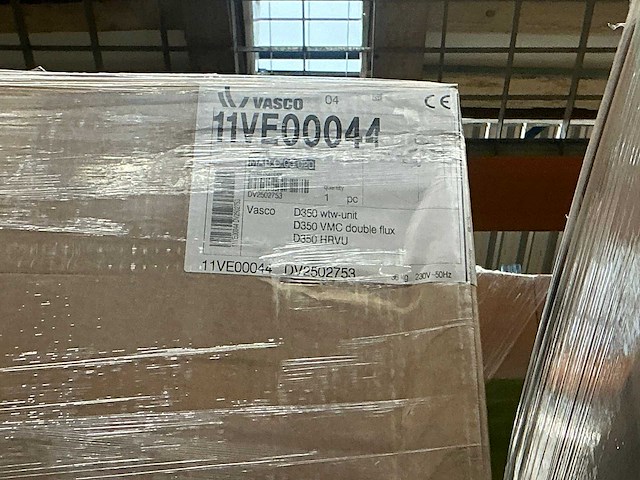 VASCO 04 CE
11VE00044
quantity
DV2502753 1 pc
Vasco D350 wtw-unit
D350 VMC double flux
D350 HRVU
11VE00044 DV2502753 kg 230V~50Hz